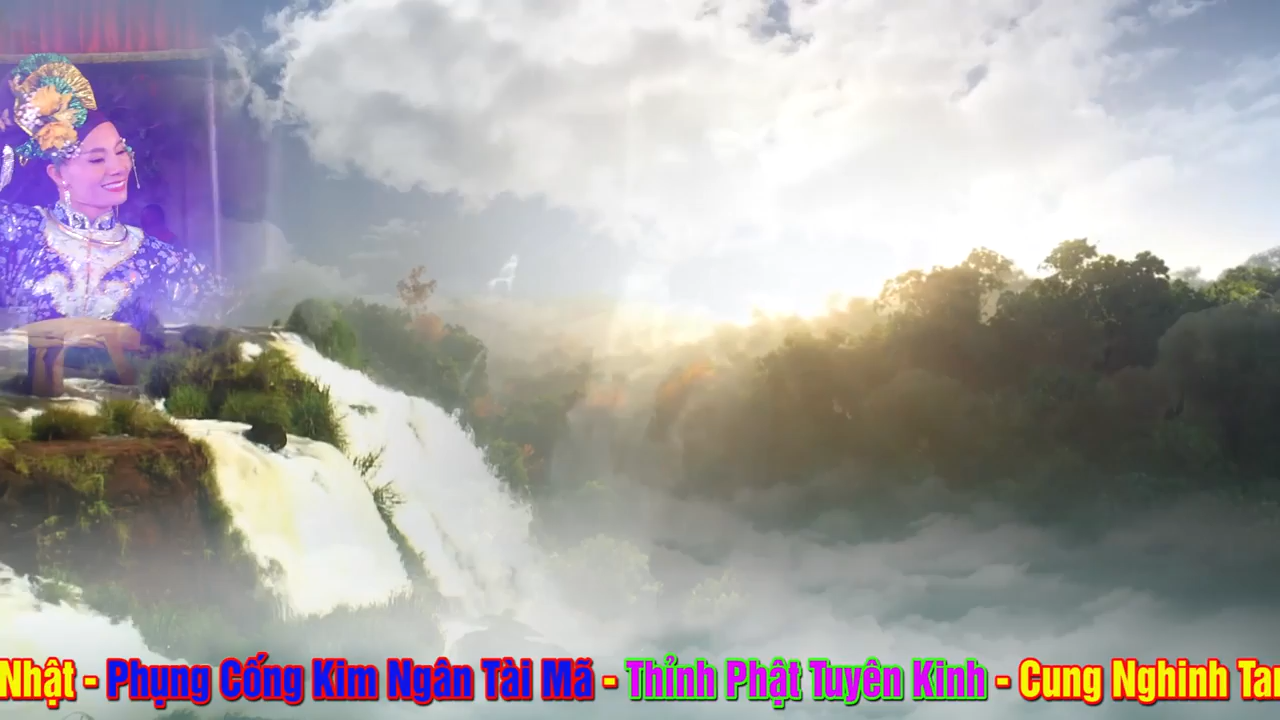 Nhật - Phụng Cống Kim Ngân Tài Mã - Thỉnh Phật Tuyên Kinh - Cung Nghinh